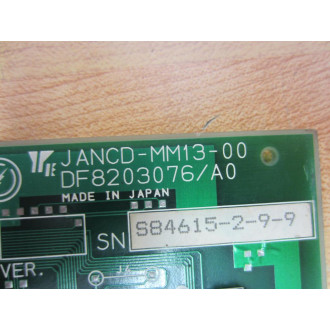 JANCD-MM13-00
DF8203076/A0
MADE IN JAPAN
SN S84615-2-9-9
VER.